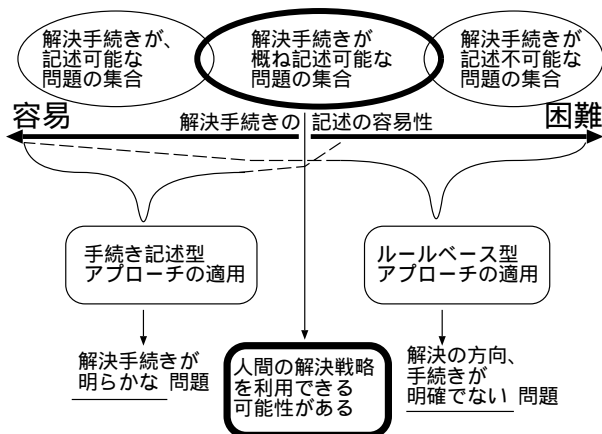 解決手続きが、
記述可能な
問題の集合
解決手続きが
概ね記述可能な
問題の集合
解決手続きが
記述不可能な
問題の集合
容易
解決手続きの 記述の容易性
困難
手続き記述型
アプローチの適用
ルールベース型
アプローチの適用
解決手続きが
明らかな 問題
人間の解決戦略
を利用できる
可能性がある
解決の方向、
手続きが
明確でない 問題